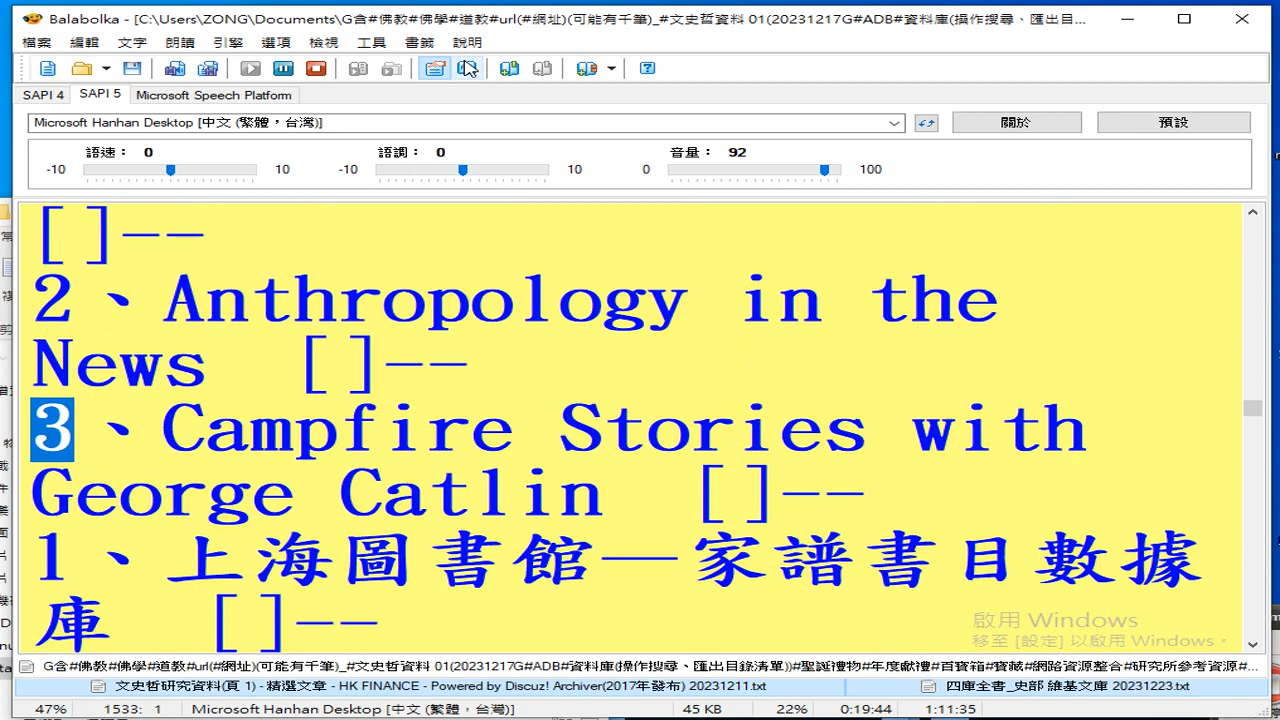 Balabolka - [C:\Users\ZONG\Documents\G含#佛教#佛學#道教#url(#網址)(可能有千筆)_#文史哲資料 01(20231217G#ADB#資料庫(操作搜尋、匯出目...
檔案 編輯 文字 朗讀 引擎 選項 檢視 工具 書籤 說明
SAPI 4 SAPI 5 Microsoft Speech Platform
Microsoft Hanhan Desktop [中文 (繁體，台灣)] 關於 預設
語速： 0 語調： 0 音量： 92
-10 10 -10 10 0 100
[ ]--
2、Anthropology in the
News [ ]--
3、Campfire Stories with
George Catlin [ ]--
1、上海圖書館—家譜書目數據
庫 [ ]--
啟用 Windows
移至 [設定] 以啟用 Windows。
G含#佛教#佛學#道教#url(#網址)(可能有千筆)_#文史哲資料 01(20231217G#ADB#資料庫(操作搜尋、匯出目錄清單))#聖誕禮物#年度獻禮#百寶箱#寶藏#網路資源整合#研究所參考資源#...
文史哲研究資料(頁 1) - 精選文章 - HK FINANCE - Powered by Discuz! Archiver(2017年發布) 20231211.txt 四庫全書_史部 維基文庫 20231223.txt
47% 1533: 1 Microsoft Hanhan Desktop [中文 (繁體，台灣)] 45 KB 22% 0:19:44 1:11:35